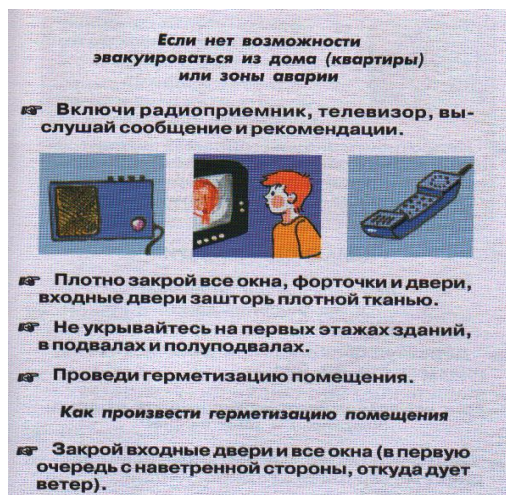 Если нет возможности
эвакуироваться из дома (квартиры)
или зоны аварии
☞ Включи радиоприемник, телевизор, вы-
слушай сообщение и рекомендации.
☞ Плотно закрой все окна, форточки и двери,
входные двери зашторь плотной тканью.
☞ Не укрывайтесь на первых этажах зданий,
в подвалах и полуподвалах.
☞ Проведи герметизацию помещения.
Как произвести герметизацию помещения
☞ Закрой входные двери и все окна (в первую
очередь с наветренной стороны, откуда дует
ветер).